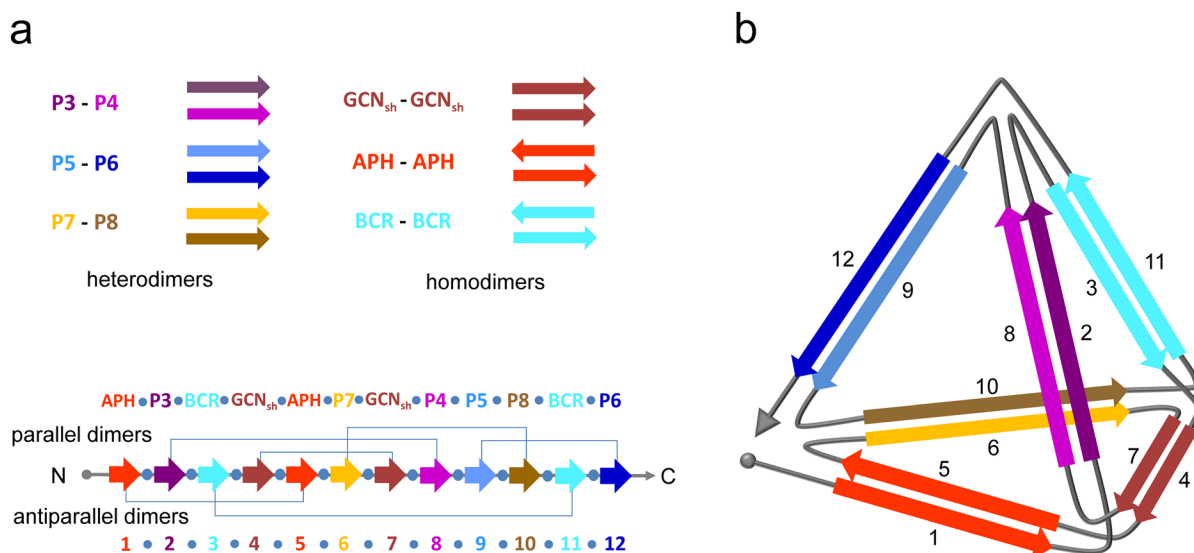 a
P3 - P4
GCNsh-GCNsh
P5 - P6
APH - APH
P7 - P8
BCR - BCR
heterodimers
homodimers
APH•P3•BCR•GCNsh•APH•P7•GCNsh•P4•P5•P8•BCR•P6
parallel dimers
N
C
antiparallel dimers
1 • 2 • 3 • 4 • 5 • 6 • 7 • 8 • 9 • 10 • 11 • 12
b
12
9
11
3
8
2
10
6
7
4
5
1